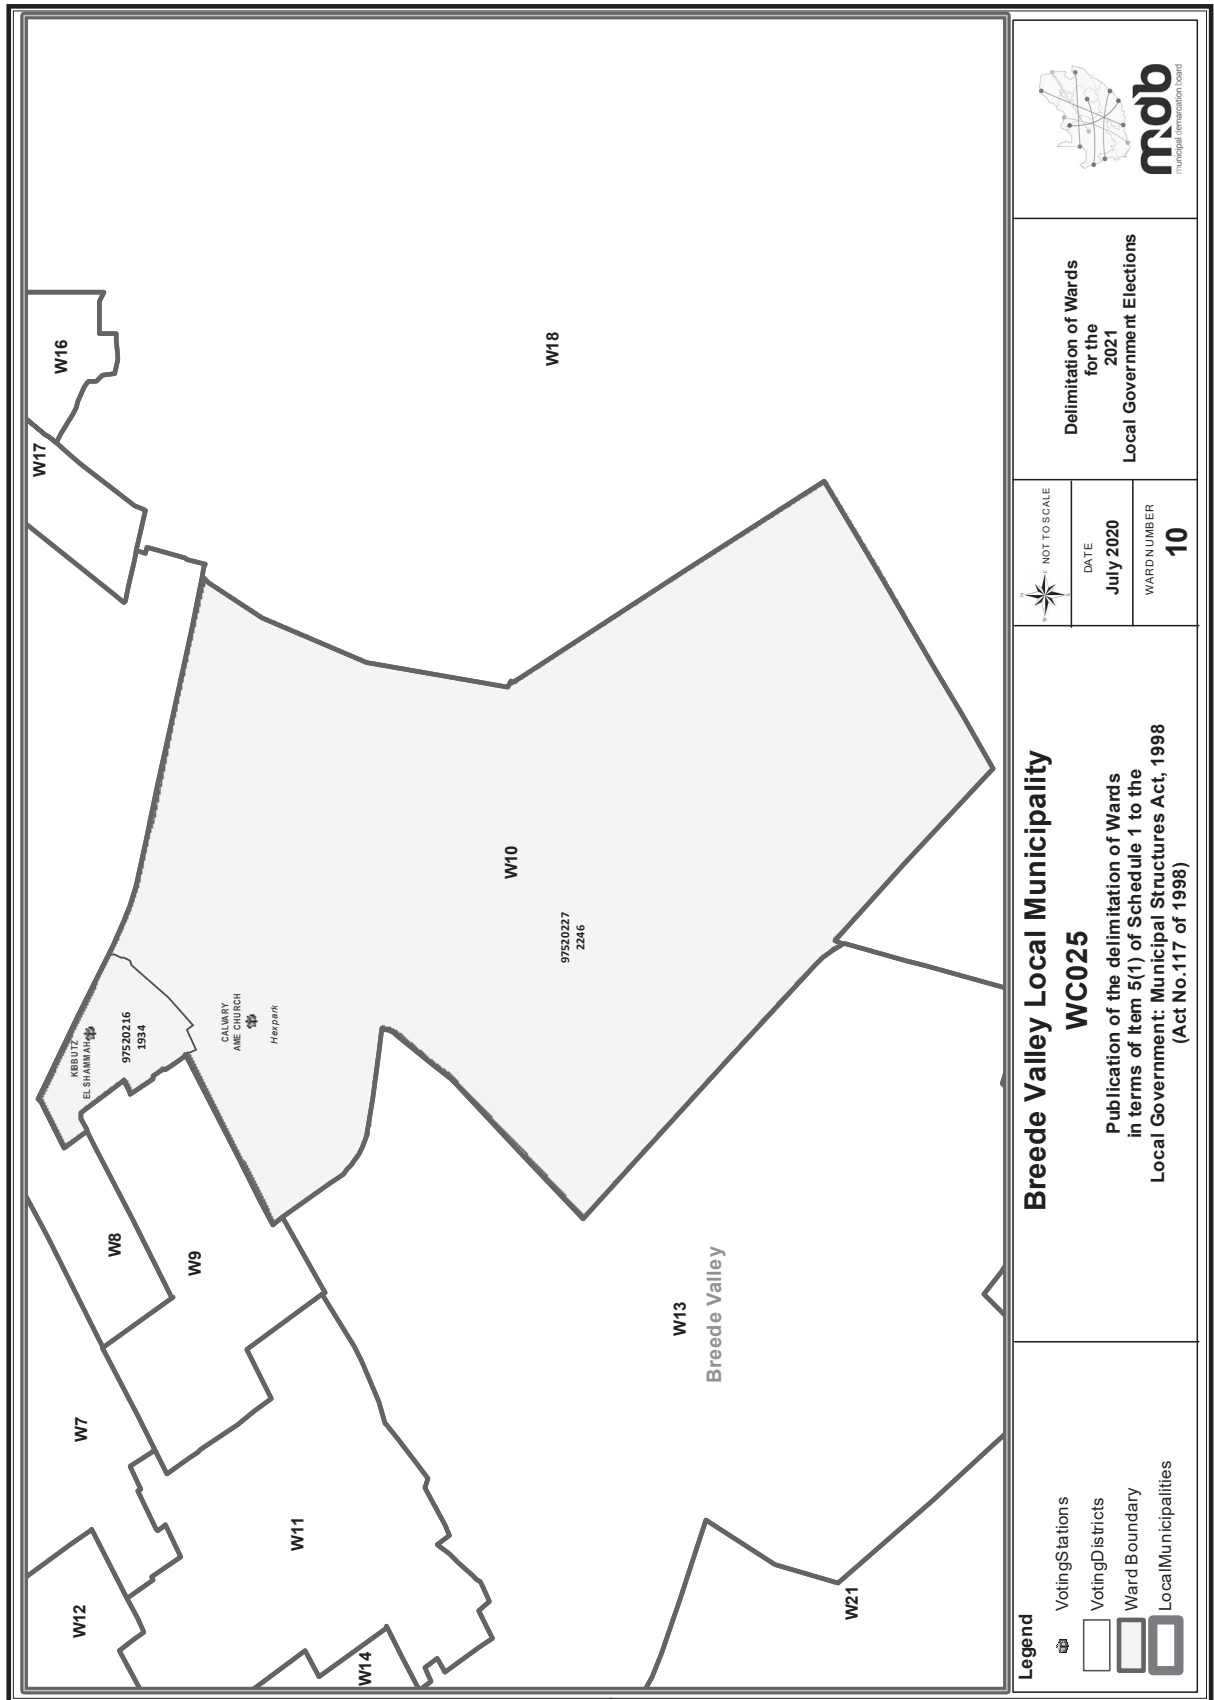 W16
W17
W18
W10
97520227
2246
KIBBUTZ
EL SHAMMAH
97520216
1934
CALVARY
AME CHURCH
Hexpark
W8
W9
W7
W13
Breede Valley
W11
W12
W14
W21
Legend
VotingStations
VotingDistricts
Ward Boundary
LocalMunicipalities
Breede Valley Local Municipality
WC025
Publication of the delimitation of Wards
in terms of Item 5(1) of Schedule 1 to the
Local Government: Municipal Structures Act, 1998
(Act No.117 of 1998)
N
W E
S
NOT TO SCALE
DATE
July 2020
WARD NUMBER
10
Delimitation of Wards
for the
2021
Local Government Elections
mdb
municipal demarcation board